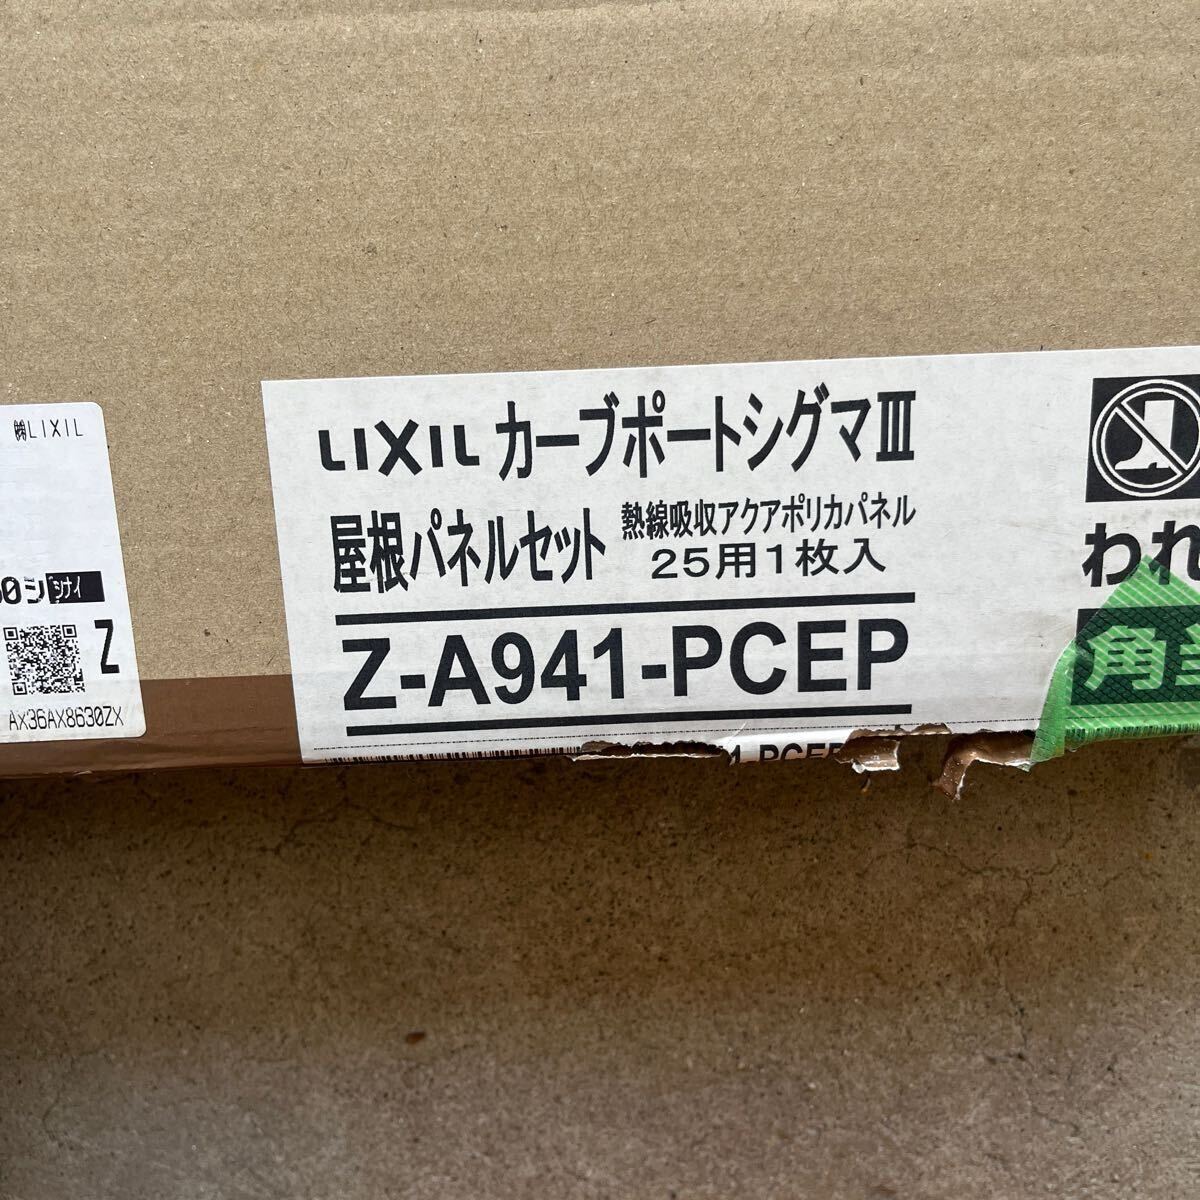 ㈱LIXIL
シナイ
Z
AX36AX8630ZX
LIXIL カーブポートシグマⅢ
屋根パネルセット 熱線吸収アクアポリカパネル
25用1枚入
Z-A941-PCEP
われ
角